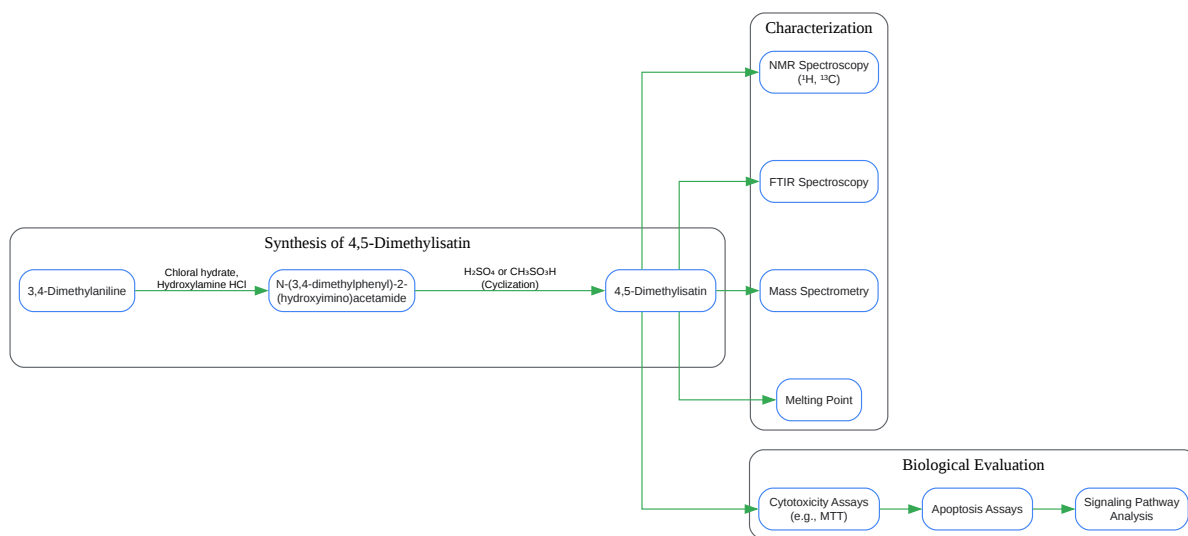 Characterization
NMR Spectroscopy
(¹H, ¹³C)
FTIR Spectroscopy
Synthesis of 4,5-Dimethylisatin
3,4-Dimethylaniline
Chloral hydrate,
Hydroxylamine HCl
N-(3,4-dimethylphenyl)-2-
(hydroxyimino)acetamide
H₂SO₄ or CH₃SO₃H
(Cyclization)
4,5-Dimethylisatin
Mass Spectrometry
Melting Point
Biological Evaluation
Cytotoxicity Assays
(e.g., MTT)
Apoptosis Assays
Signaling Pathway
Analysis